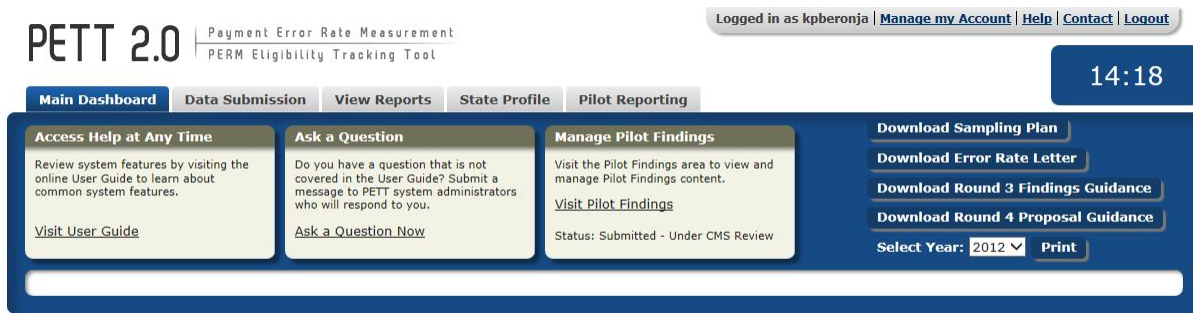 Logged in as kpberonja | Manage my Account | Help | Contact | Logout
PETT 2.0
Payment Error Rate Measurement
PERM Eligibility Tracking Tool
14:18
Main Dashboard
Data Submission
View Reports
State Profile
Pilot Reporting
Access Help at Any Time
Review system features by visiting the
online User Guide to learn about
common system features.
Visit User Guide
Ask a Question
Do you have a question that is not
covered in the User Guide? Submit a
message to PETT system administrators
who will respond to you.
Ask a Question Now
Manage Pilot Findings
Visit the Pilot Findings area to view and
manage Pilot Findings content.
Visit Pilot Findings
Status: Submitted - Under CMS Review
Download Sampling Plan
Download Error Rate Letter
Download Round 3 Findings Guidance
Download Round 4 Proposal Guidance
Select Year: 2012 Print